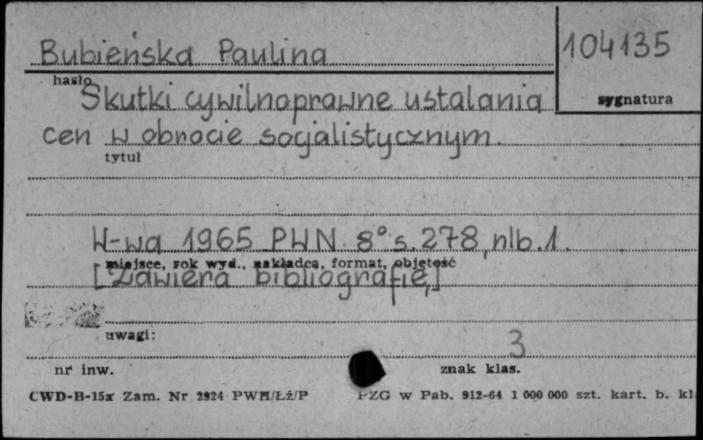 Bubieńska Paulina
104135
hasło
sygnatura
Skutki cywilnoprawne ustalania
cen w obrocie socjalistycznym.
tytuł
W-wa 1965 PWN 8° s. 278, nlb. 1.
miejsce, rok wyd., nakładca, format, objętość
[Zawiera bibliografię]
uwagi:
3
nr inw.
znak klas.
CWD-B-15x Zam. Nr 2924 PWH/Łź/P
PZG w Pab. 912-64 1 000 000 szt. kart. b. kl.